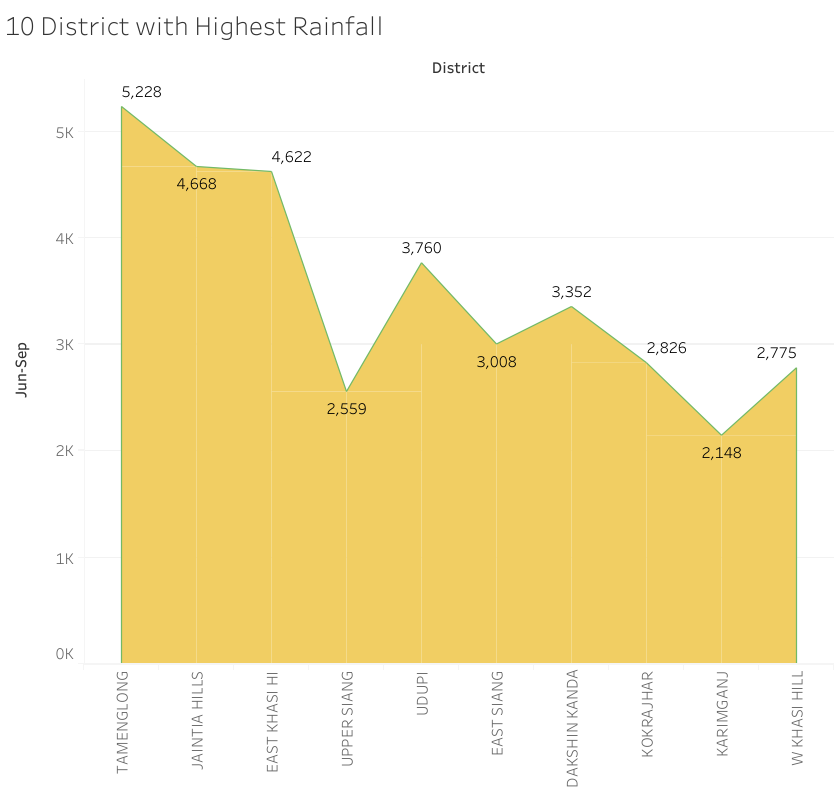 10 District with Highest Rainfall
District
5,228
4,668
4,622
2,559
3,760
3,008
3,352
2,826
2,148
2,775
5K
4K
3K
2K
1K
0K
Jun-Sep
TAMENGLONG
JAINTIA HILLS
EAST KHASI HI
UPPER SIANG
UDUPI
EAST SIANG
DAKSHIN KANDA
KOKRAJHAR
KARIMGANJ
W KHASI HILL